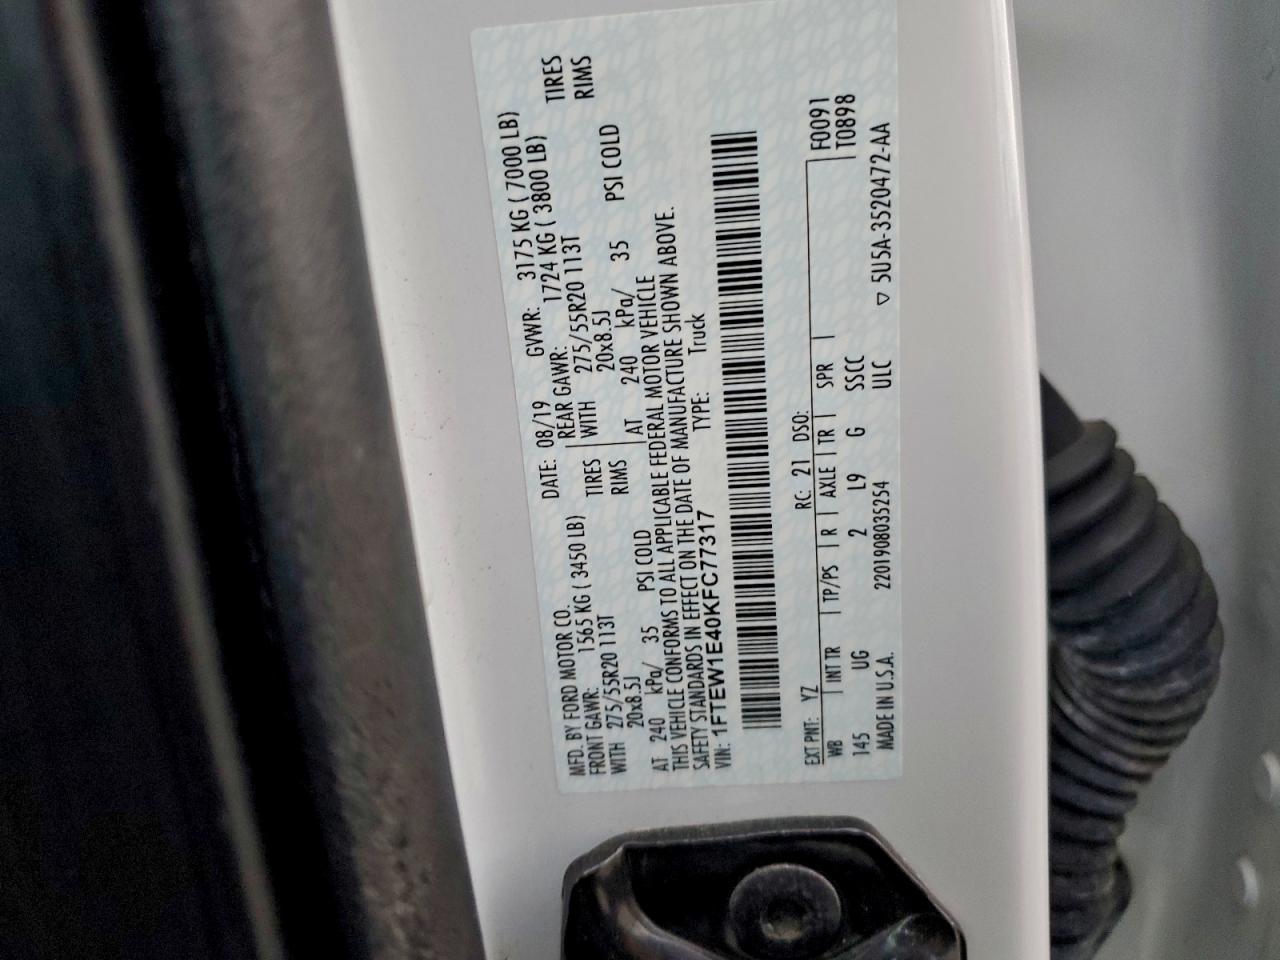 MFD. BY FORD MOTOR CO. DATE: 08/19 GVWR: 3175 KG ( 7000 LB)
FRONT GAWR: 1565 KG ( 3450 LB) REAR GAWR: 1724 KG ( 3800 LB)
WITH 275/55R20 113T TIRES WITH 275/55R20 113T TIRES
20x8.5J RIMS 20x8.5J RIMS
AT 240 kPa/ 35 PSI COLD AT 240 kPa/ 35 PSI COLD
THIS VEHICLE CONFORMS TO ALL APPLICABLE FEDERAL MOTOR VEHICLE
SAFETY STANDARDS IN EFFECT ON THE DATE OF MANUFACTURE SHOWN ABOVE.
VIN: 1FTEW1E40KFC77317 TYPE: Truck
EXT PNT: YZ RC: 21 DSO: F0091
WB | INT TR | TP/PS | R | AXLE | TR | SPR | T0898
145 UG 2 L9 G SSCC
MADE IN U.S.A. 2201908035254 ULC ▽ 5U5A-3520472-AA